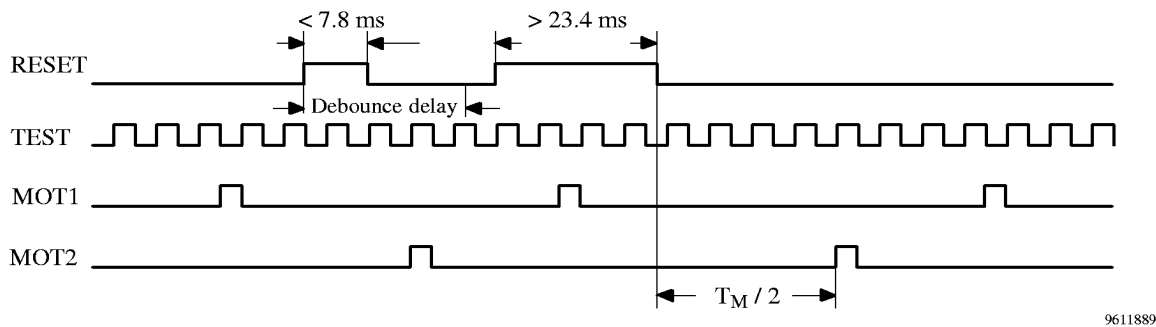 < 7.8 ms
> 23.4 ms
RESET
Debounce delay
TEST
MOT1
MOT2
TM / 2
9611889